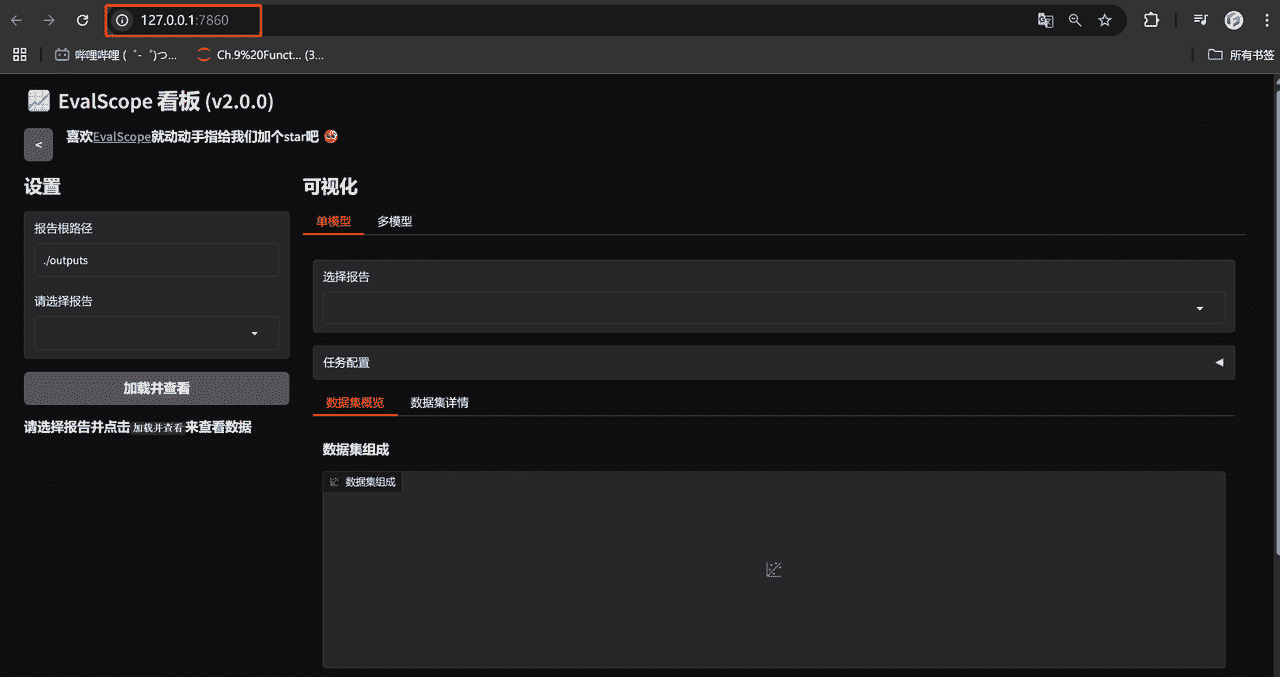 127.0.0.1:7860
哔哩哔哩 ( ゜- ゜)つ...
Ch.9%20Funct... (3...
所有书签
EvalScope 看板 (v2.0.0)
<
喜欢EvalScope就动动手指给我们加个star吧 🥺
设置
可视化
报告根路径
单模型
多模型
./outputs
选择报告
请选择报告
任务配置
加载并查看
数据集概览
数据集详情
请选择报告并点击 加载并查看 来查看数据
数据集组成
数据集组成